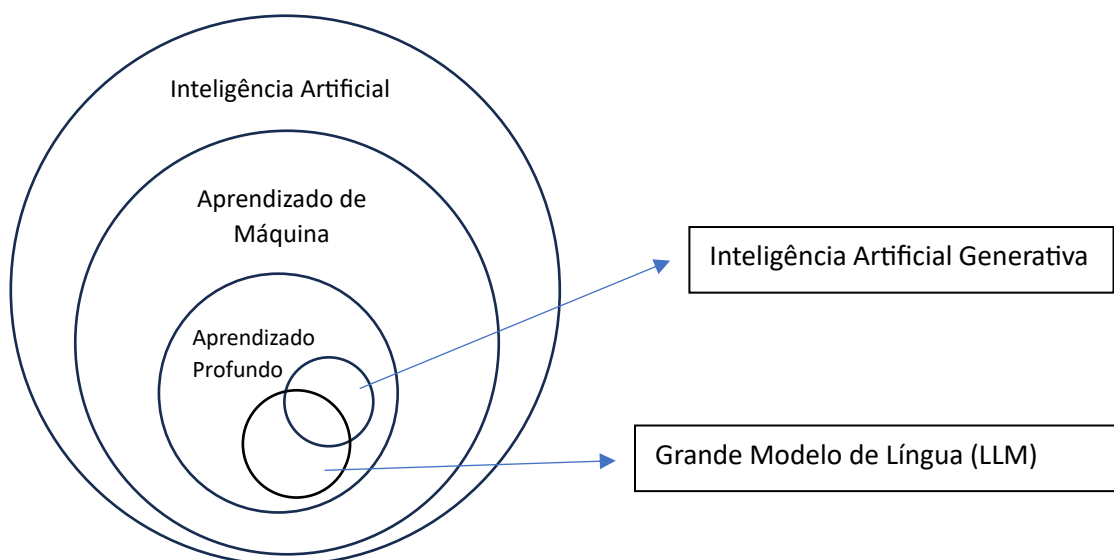 Inteligência Artificial
Aprendizado de
Máquina
Inteligência Artificial Generativa
Aprendizado
Profundo
Grande Modelo de Língua (LLM)